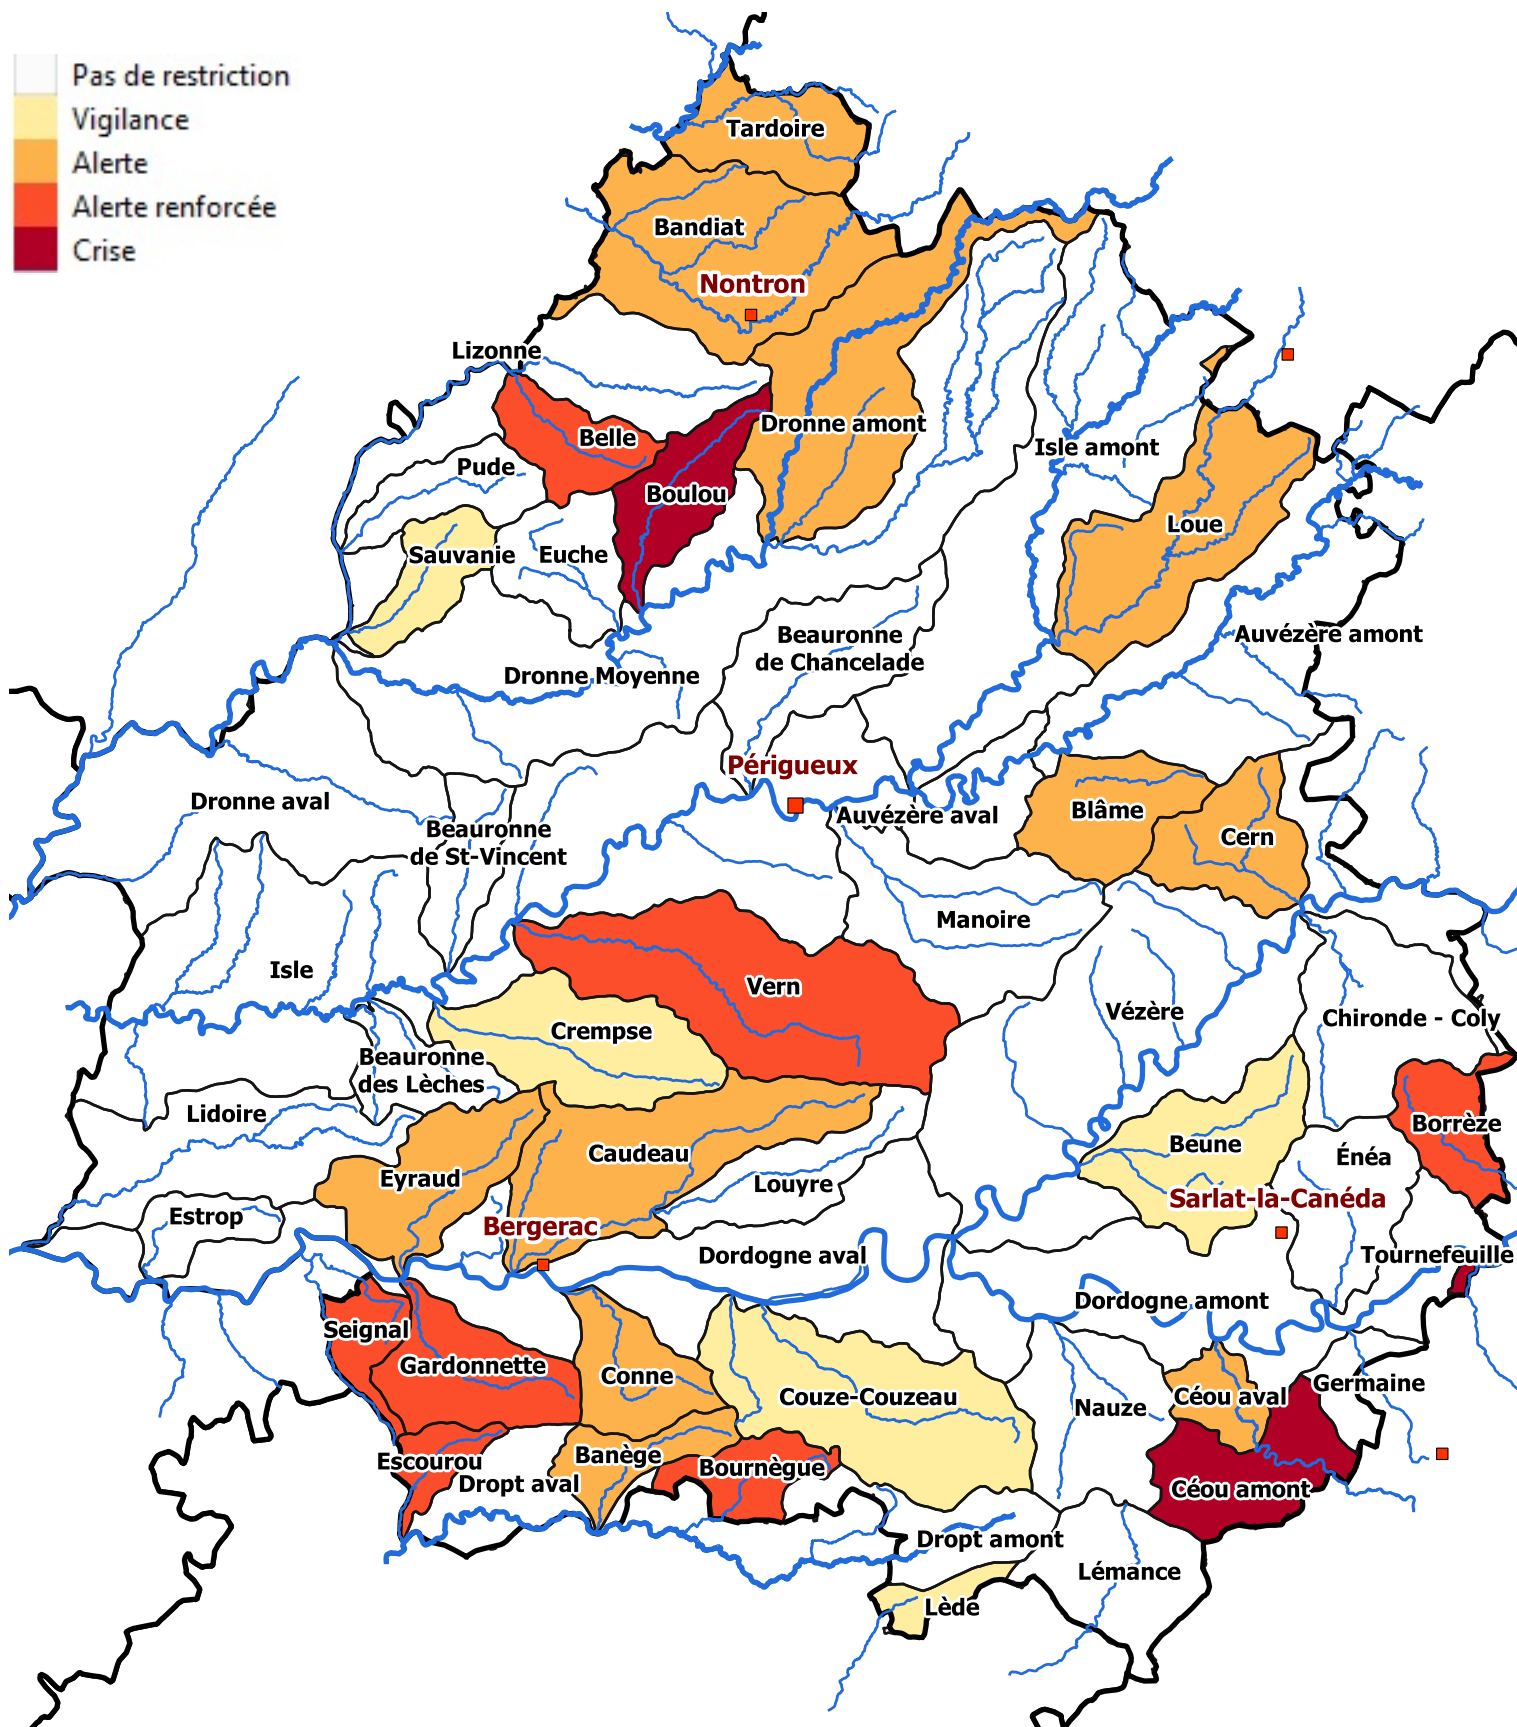 Pas de restriction
Vigilance
Alerte
Alerte renforcée
Crise
Tardoire
Bandiat
Nontron
Lizonne
Dronne amont
Belle
Isle amont
Pude
Boulou
Loue
Sauvanie
Euche
Auvézère amont
Beauronne
de Chancelade
Dronne Moyenne
Périgueux
Dronne aval
Blâme
Auvézère aval
Beauronne
de St-Vincent
Cern
Manoire
Isle
Vern
Vézère
Chironde - Coly
Crempse
Beauronne
des Lèches
Lidoire
Borrèze
Beune
Caudeau
Énéa
Eyraud
Louyre
Sarlat-la-Canéda
Estrop
Bergerac
Dordogne aval
Tournefeuille
Dordogne amont
Seignal
Gardonnette
Conne
Germaine
Couze-Couzeau
Céou aval
Nauze
Banège
Escourou
Bournègue
Dropt aval
Céou amont
Dropt amont
Lémance
Lède